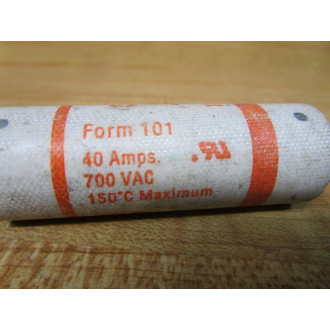 Form 101
40 Amps.
700 VAC
150°C Maximum